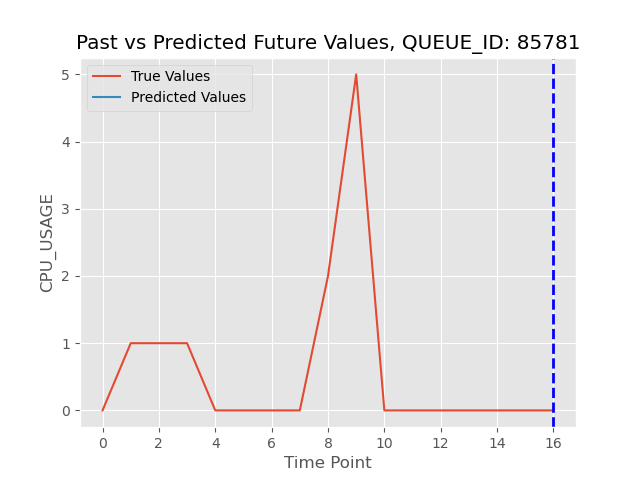 Past vs Predicted Future Values, QUEUE_ID: 85781
True Values
Predicted Values
CPU_USAGE
5
4
3
2
1
0
0 2 4 6 8 10 12 14 16
Time Point